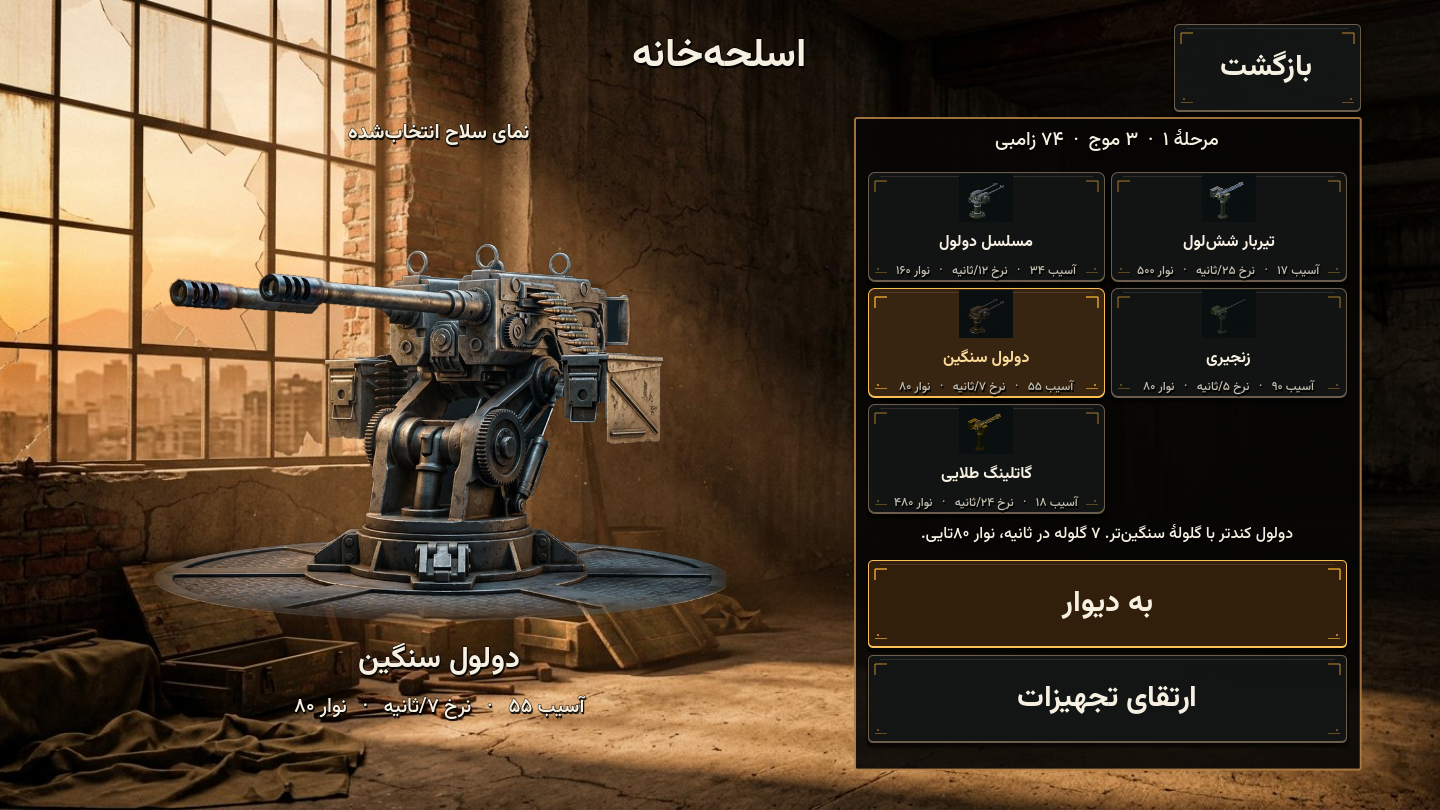 بازگشت
اسلحه‌خانه
نمای سلاح انتخاب‌شده
مرحلهٔ ۱ · ۳ موج · ۷۴ زامبی
تیربار شش‌لول
آسیب ۱۷ · نرخ ۲۵/ثانیه · نوار ۵۰۰
مسلسل دولول
آسیب ۳۴ · نرخ ۱۲/ثانیه · نوار ۱۶۰
زنجیری
آسیب ۹۰ · نرخ ۵/ثانیه · نوار ۸۰
دولول سنگین
آسیب ۵۵ · نرخ ۷/ثانیه · نوار ۸۰
گاتلینگ طلایی
آسیب ۱۸ · نرخ ۲۴/ثانیه · نوار ۴۸۰
دولول کندتر با گلولهٔ سنگین‌تر. ۷ گلوله در ثانیه، نوار ۸۰تایی.
به دیوار
ارتقای تجهیزات
دولول سنگین
آسیب ۵۵ · نرخ ۷/ثانیه · نوار ۸۰